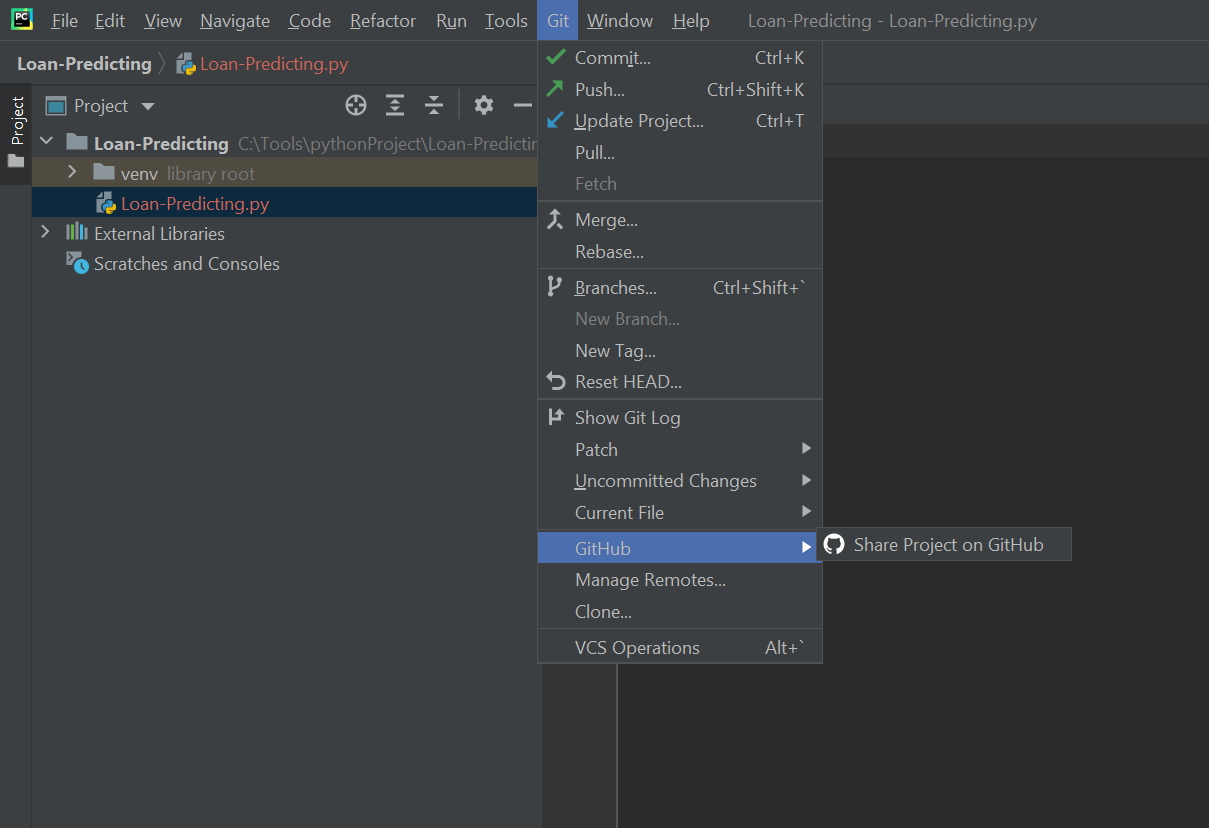 PC File Edit View Navigate Code Refactor Run Tools Git Window Help Loan-Predicting - Loan-Predicting.py
Loan-Predicting Loan-Predicting.py
Project
Project
Loan-Predicting C:\Tools\pythonProject\Loan-Predictin
venv library root
Loan-Predicting.py
External Libraries
Scratches and Consoles
Commit... Ctrl+K
Push... Ctrl+Shift+K
Update Project... Ctrl+T
Pull...
Fetch
Merge...
Rebase...
Branches... Ctrl+Shift+`
New Branch...
New Tag...
Reset HEAD...
Show Git Log
Patch
Uncommitted Changes
Current File
GitHub Share Project on GitHub
Manage Remotes...
Clone...
VCS Operations Alt+`